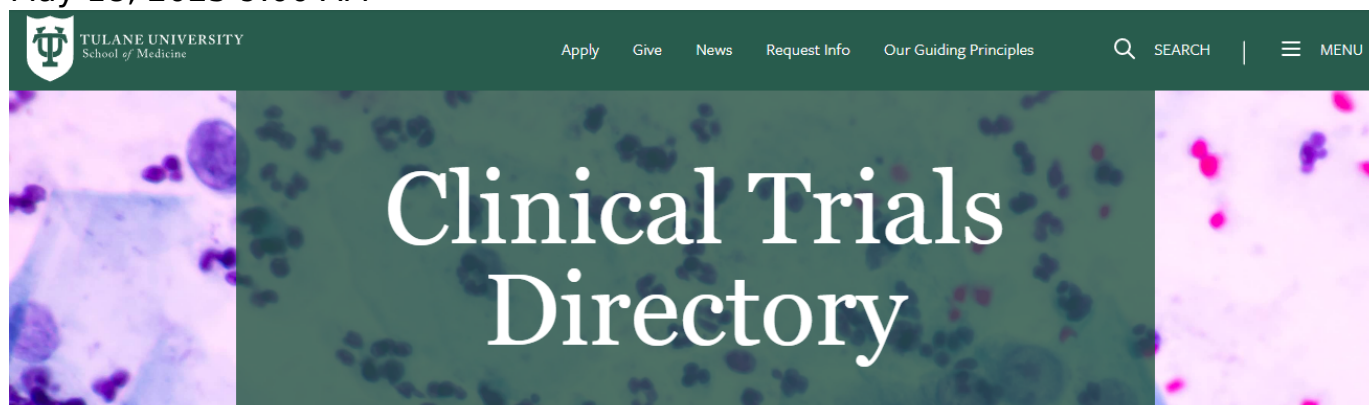 TULANE UNIVERSITY
School of Medicine
Apply Give News Request Info Our Guiding Principles SEARCH | MENU
Clinical Trials
Directory